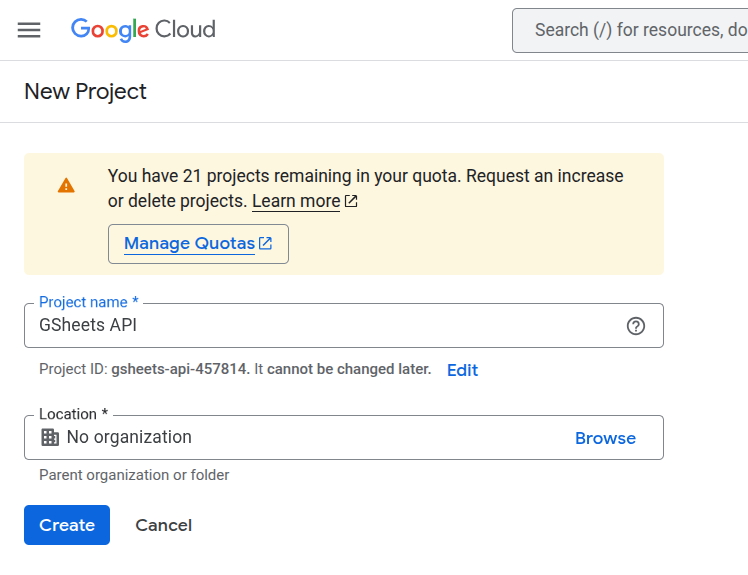 Google Cloud
Search (/) for resources, do
New Project
You have 21 projects remaining in your quota. Request an increase
or delete projects. Learn more
Manage Quotas
Project name *
GSheets API
Project ID: gsheets-api-457814. It cannot be changed later. Edit
Location *
No organization Browse
Parent organization or folder
Create Cancel